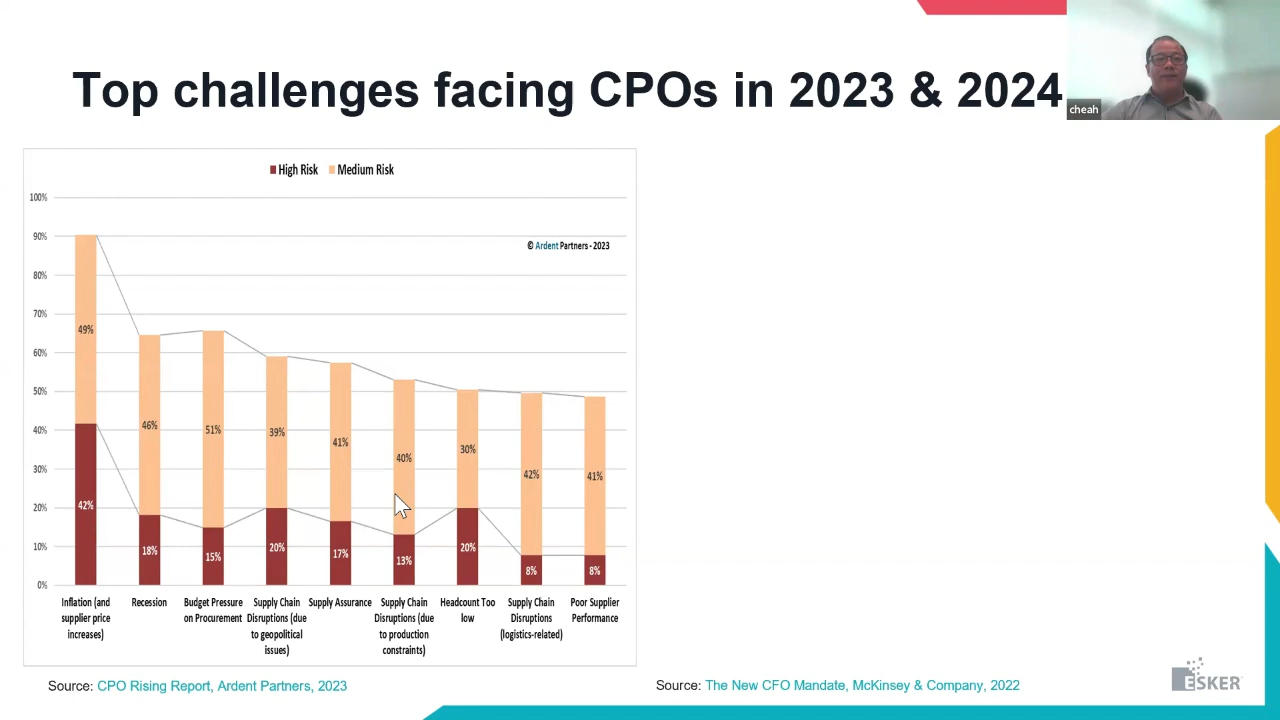 Top challenges facing CPOs in 2023 & 2024
cheah
High Risk Medium Risk
100%
90%
80%
70%
60%
50%
40%
30%
20%
10%
0%
© Ardent Partners - 2023
49%
46%
51%
39%
41%
40%
30%
42%
41%
42%
18%
15%
20%
17%
13%
20%
8%
8%
Inflation (and
supplier price
increases)
Recession
Budget Pressure
on Procurement
Supply Chain
Disruptions (due
to geopolitical
issues)
Supply Assurance
Supply Chain
Disruptions (due
to production
constraints)
Headcount Too
low
Supply Chain
Disruptions
(logistics-related)
Poor Supplier
Performance
Source: CPO Rising Report, Ardent Partners, 2023
Source: The New CFO Mandate, McKinsey & Company, 2022
ESKER